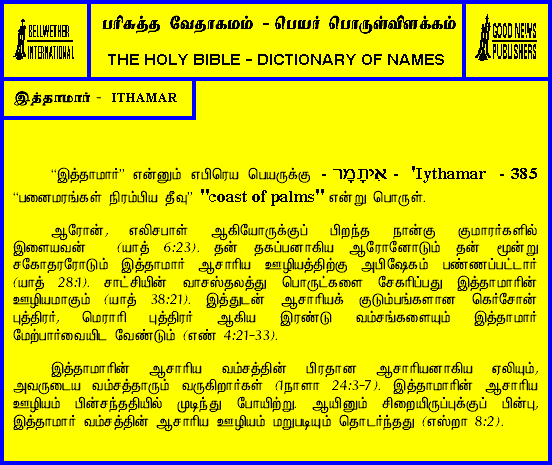 BELLWETHER
INTERNATIONAL
பரிசுத்த வேதாகமம் - பெயர் பொருள்விளக்கம்
THE HOLY BIBLE - DICTIONARY OF NAMES
GOOD NEWS
PUBLISHERS
இத்தாமார் - ITHAMAR
“இத்தாமார்” என்னும் எபிரெய பெயருக்கு - אִיתָמָר - 'Iythamar - 385
“பனைமரங்கள் நிரம்பிய தீவு” "coast of palms" என்று பொருள்.
ஆரோன், எலிசபாள் ஆகியோருக்குப் பிறந்த நான்கு குமாரர்களில்
இளையவன் (யாத் 6:23). தன் தகப்பனாகிய ஆரோனோடும் தன் மூன்று
சகோதரரோடும் இத்தாமார் ஆசாரிய ஊழியத்திற்கு அபிஷேகம் பண்ணப்பட்டார்
(யாத் 28:1). சாட்சியின் வாசஸ்தலத்து பொருட்களை சேகரிப்பது இத்தாமாரின்
ஊழியமாகும் (யாத் 38:21). இத்துடன் ஆசாரியக் குடும்பங்களான கெர்சோன்
புத்திரர், மெராரி புத்திரர் ஆகிய இரண்டு வம்சங்களையும் இத்தாமார்
மேற்பார்வையிட வேண்டும் (எண் 4:21-33).
இத்தாமாரின் ஆசாரிய வம்சத்தின் பிரதான ஆசாரியனாகிய ஏலியும்,
அவருடைய வம்சத்தாரும் வருகிறார்கள் (1நாளா 24:3-7). இத்தாமாரின் ஆசாரிய
ஊழியம் பின்சந்ததியில் முடிந்து போயிற்று. ஆயினும் சிறையிருப்புக்குப் பின்பு,
இத்தாமார் வம்சத்தின் ஆசாரிய ஊழியம் மறுபடியும் தொடர்ந்தது (எஸ்றா 8:2).